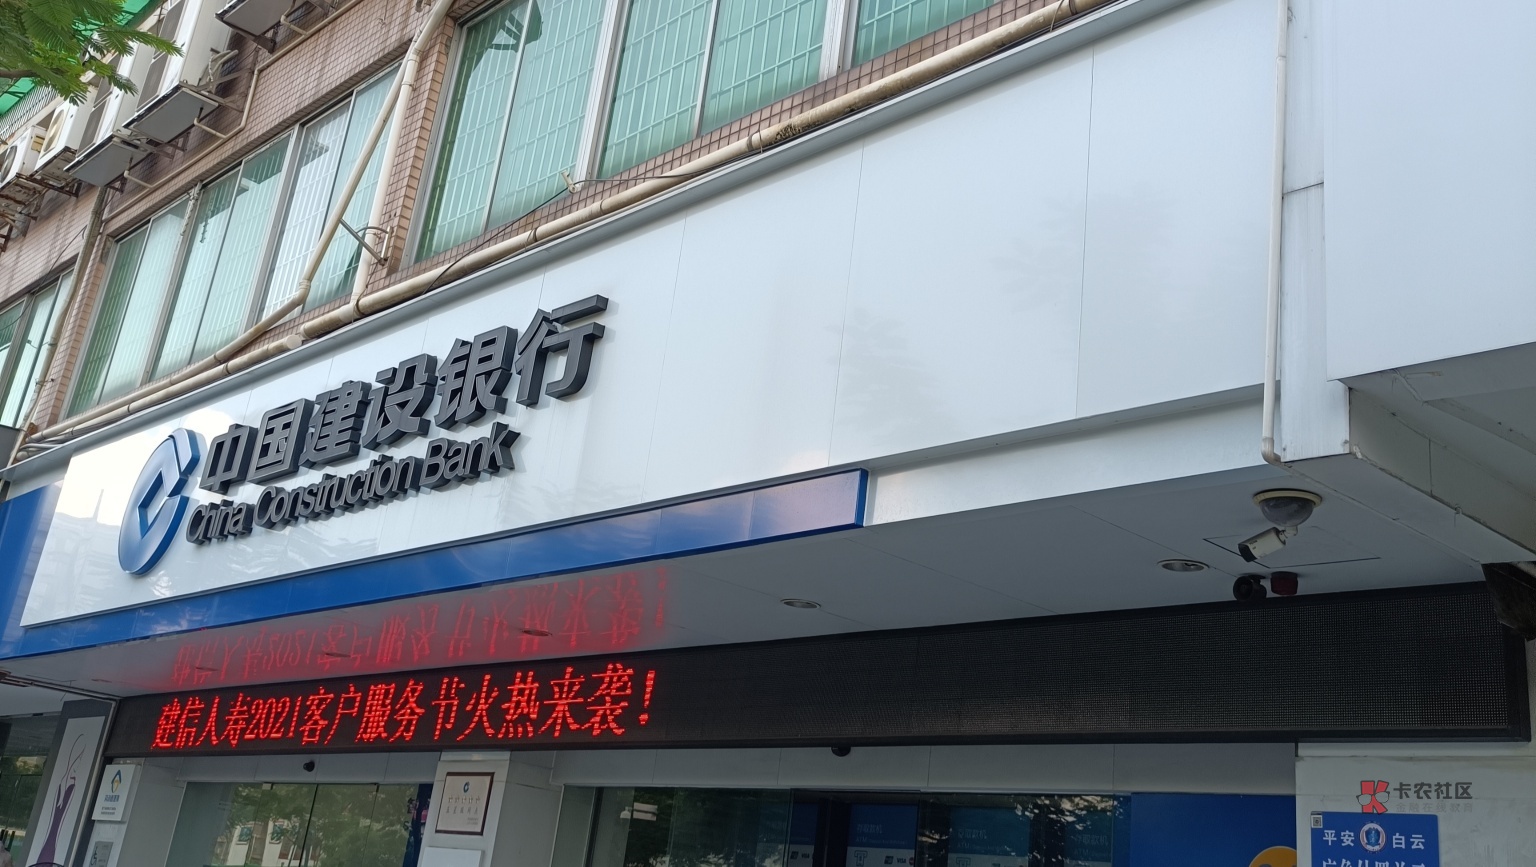 中国建设银行
China Construction Bank
建信人寿2021客户服务节火热来袭!
卡农社区
平安 白云